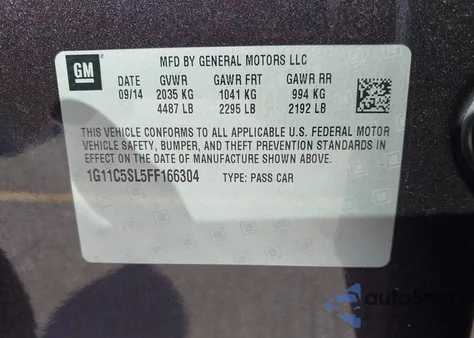 GM
MFD BY GENERAL MOTORS LLC
DATE GVWR GAWR FRT GAWR RR
09/14 2035 KG 1041 KG 994 KG
4487 LB 2295 LB 2192 LB
THIS VEHICLE CONFORMS TO ALL APPLICABLE U.S. FEDERAL MOTOR
VEHICLE SAFETY, BUMPER, AND THEFT PREVENTION STANDARDS IN
EFFECT ON THE DATE OF MANUFACTURE SHOWN ABOVE.
1G11C5SL5FF166304 TYPE: PASS CAR